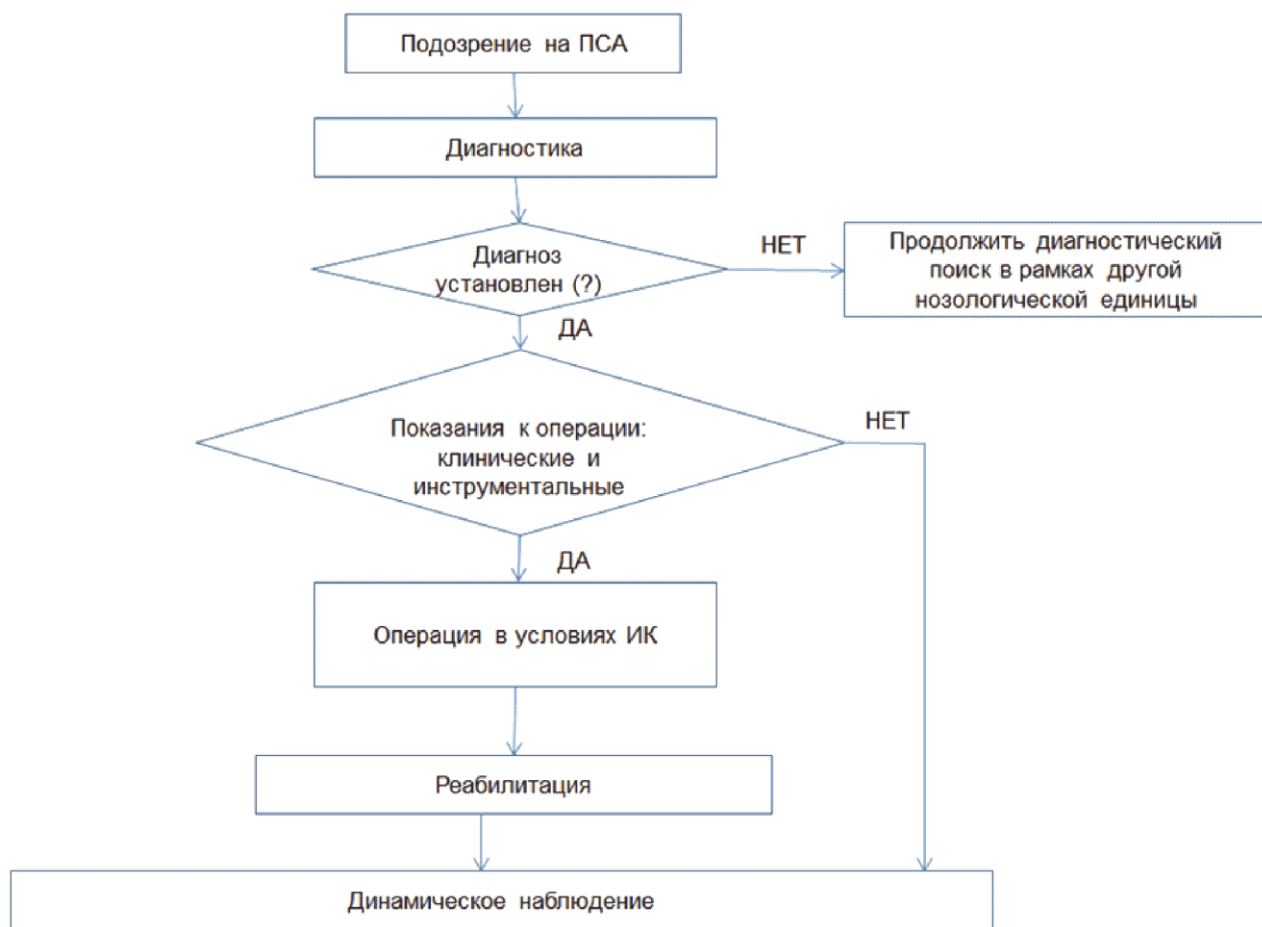 Подозрение на ПСА
Диагностика
Диагноз
установлен (?)
НЕТ
Продолжить диагностический
поиск в рамках другой
нозологической единицы
ДА
Показания к операции:
клинические и
инструментальные
НЕТ
ДА
Операция в условиях ИК
Реабилитация
Динамическое наблюдение